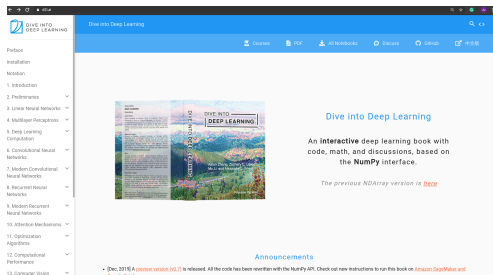 d2l.ai
DIVE INTO
DEEP LEARNING
Dive into Deep Learning
Courses
PDF
All Notebooks
Discuss
GitHub
中文版
Preface
Installation
Notation
1. Introduction
2. Preliminaries
3. Linear Neural Networks
4. Multilayer Perceptrons
5. Deep Learning
Computation
6. Convolutional Neural
Networks
7. Modern Convolutional
Neural Networks
8. Recurrent Neural
Networks
9. Modern Recurrent
Neural Networks
10. Attention Mechanisms
11. Optimization
Algorithms
12. Computational
Performance
13. Computer Vision
DIVE INTO
DEEP LEARNING
Dive into Deep Learning
An interactive deep learning book with
code, math, and discussions, based on
the NumPy interface.
The previous NDArray version is here
Announcements
[Dec, 2019] A preview version (v0.7) is released. All the code has been rewritten with the NumPy API. Check out new instructions to run this book on Amazon SageMaker and